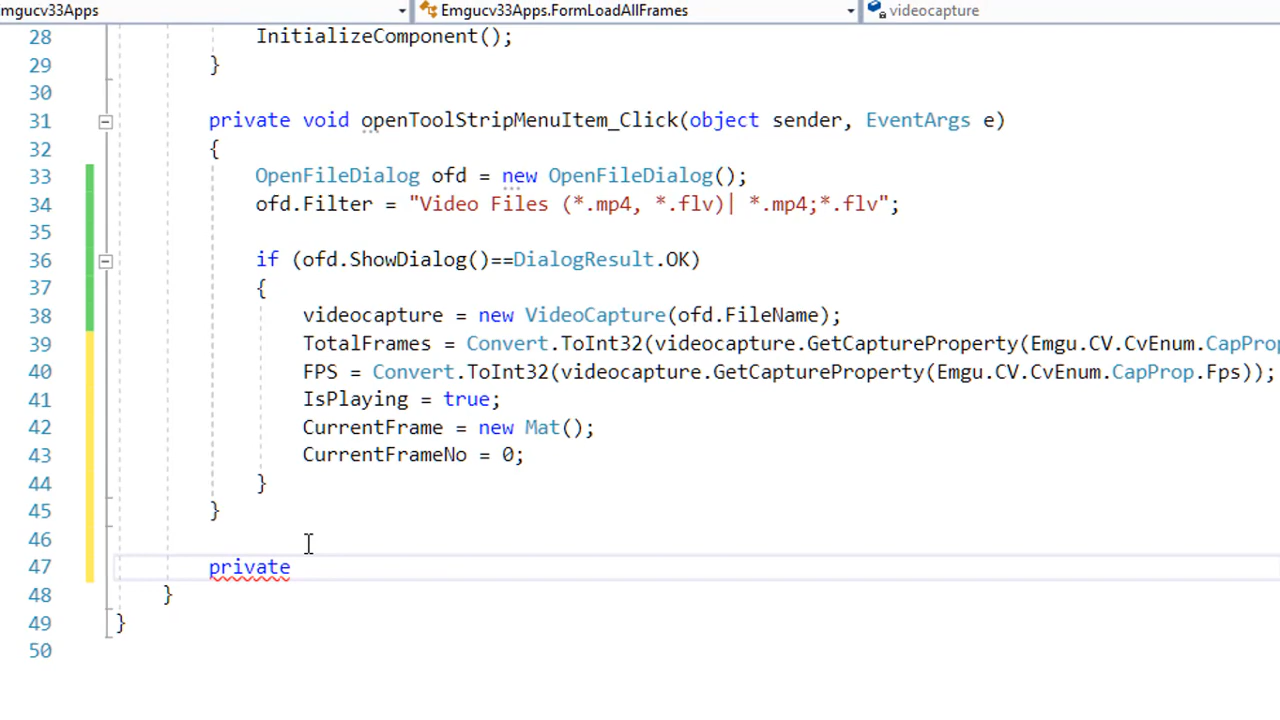 mgucv33Apps Emgucv33Apps.FormLoadAllFrames videocapture
28 InitializeComponent();
29 }
30
31 private void openToolStripMenuItem_Click(object sender, EventArgs e)
32 {
33 OpenFileDialog ofd = new OpenFileDialog();
34 ofd.Filter = "Video Files (*.mp4, *.flv)| *.mp4;*.flv";
35
36 if (ofd.ShowDialog()==DialogResult.OK)
37 {
38 videocapture = new VideoCapture(ofd.FileName);
39 TotalFrames = Convert.ToInt32(videocapture.GetCaptureProperty(Emgu.CV.CvEnum.CapProp
40 FPS = Convert.ToInt32(videocapture.GetCaptureProperty(Emgu.CV.CvEnum.CapProp.Fps));
41 IsPlaying = true;
42 CurrentFrame = new Mat();
43 CurrentFrameNo = 0;
44 }
45 }
46
47 private
48 }
49 }
50